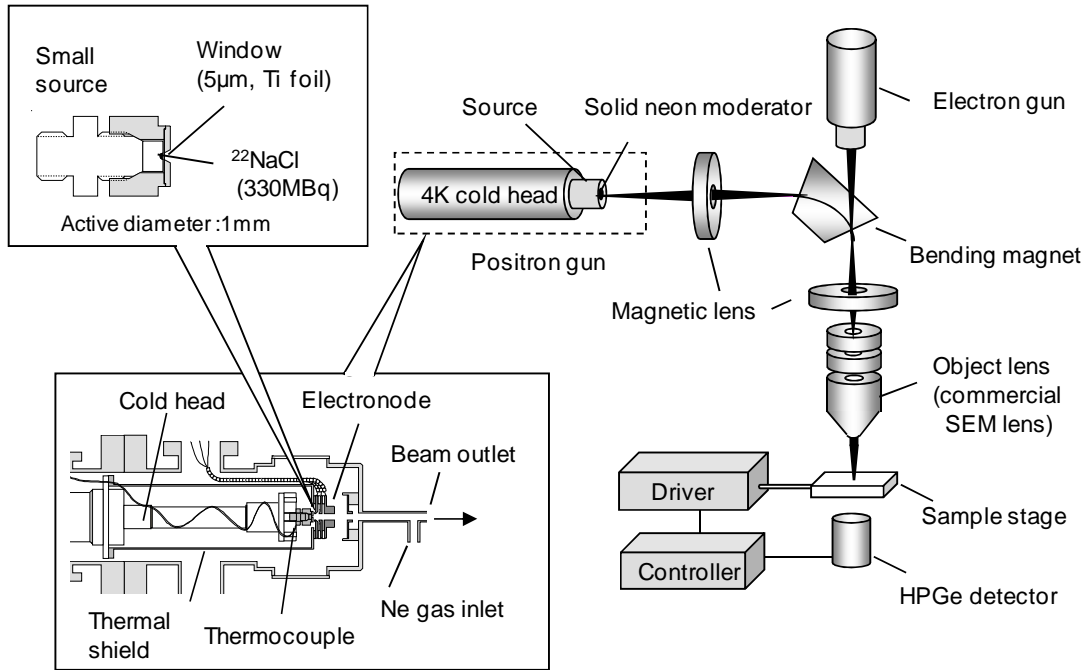 Small
source
Window
(5µm, Ti foil)
²²NaCl
(330MBq)
Active diameter :1mm
Source
Solid neon moderator
Electron gun
4K cold head
Positron gun
Bending magnet
Magnetic lens
Object lens
(commercial
SEM lens)
Cold head
Electronode
Beam outlet
Driver
Sample stage
Controller
HPGe detector
Ne gas inlet
Thermal
shield
Thermocouple